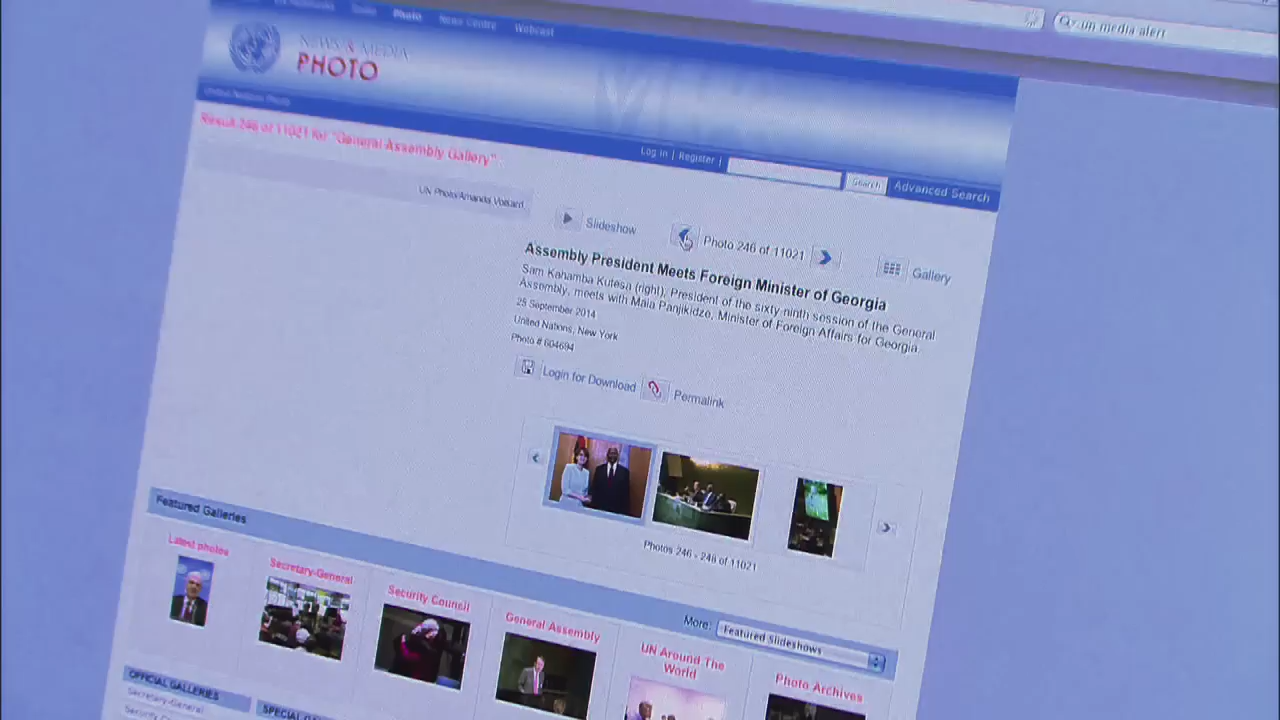 un media alert
Photo News Centre Webcast
NEWS & MEDIA
PHOTO
United Nations Photo
Result 246 of 11021 for "General Assembly Gallery"
Log in | Register |
Search
Advanced Search
UN Photo/Amanda Voisard
Slideshow
Photo 246 of 11021
Gallery
Assembly President Meets Foreign Minister of Georgia
Sam Kahamba Kutesa (right), President of the sixty-ninth session of the General
Assembly, meets with Maia Panjikidze, Minister of Foreign Affairs for Georgia.
25 September 2014
United Nations, New York
Photo # 604694
Login for Download
Permalink
Photos 246 - 248 of 11021
Featured Galleries
More:
Featured Slideshows
Latest photos
Secretary-General
Security Council
General Assembly
UN Around The
World
Photo Archives
OFFICIAL GALLERIES
Secretary-General